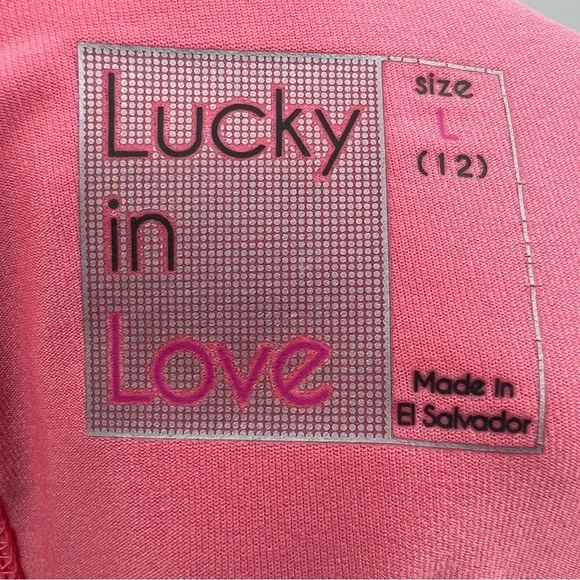 Lucky
in
Love
size
L
(12)
Made In
El Salvador